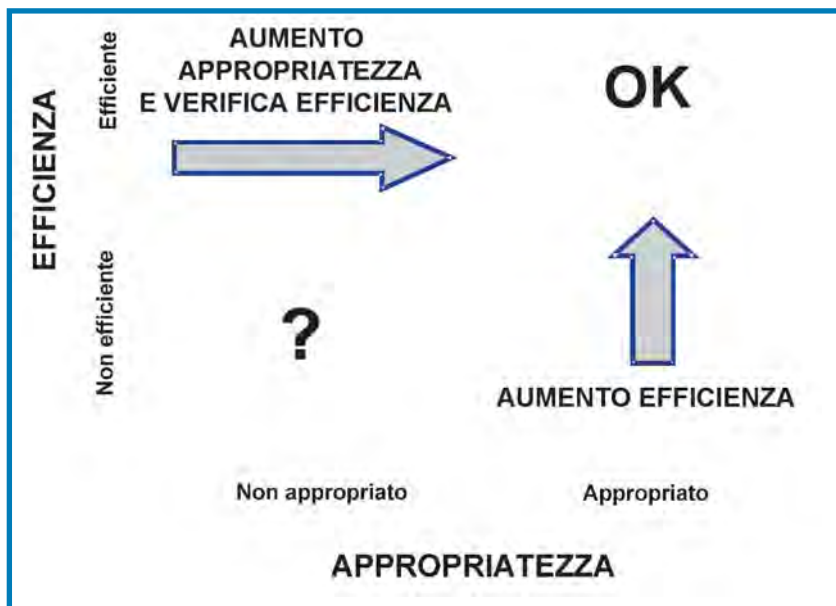 AUMENTO
APPROPRIATEZZA
E VERIFICA EFFICIENZA
OK
EFFICIENZA
Efficiente
Non efficiente
?
AUMENTO EFFICIENZA
Non appropriato
Appropriato
APPROPRIATEZZA